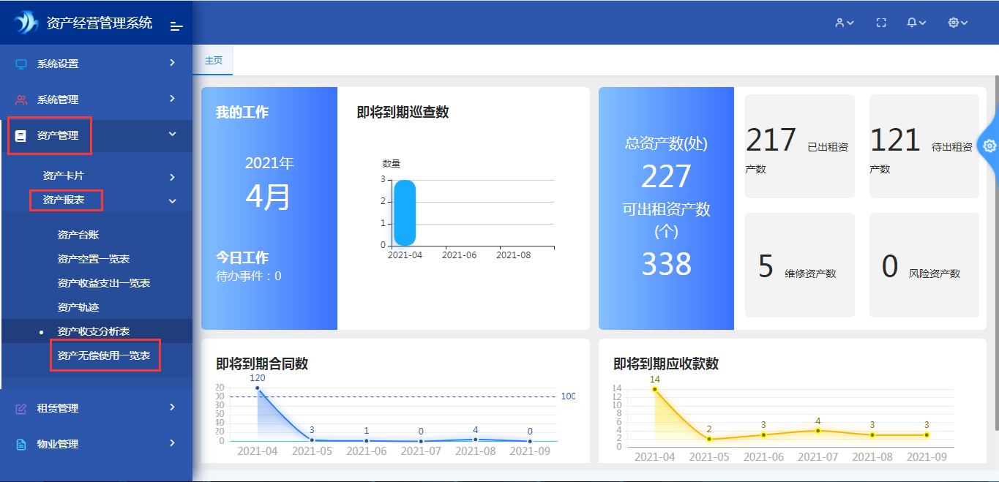 资产经营管理系统
系统设置
系统管理
资产管理
资产卡片
资产报表
资产台账
资产空置一览表
资产收益支出一览表
资产轨迹
资产收支分析表
资产无偿使用一览表
租赁管理
物业管理
主页
我的工作
2021年
4月
今日工作
待办事件：0
即将到期巡查数
数量
3
2
1
0
2021-04 2021-06 2021-08
总资产数(处)
227
可出租资产数
(个)
338
217 已出租资
产数
121 待出租资
产数
5 维修资产数
0 风险资产数
即将到期合同数
120
20
00
100
80
60
40
20
0
3 1 0 4 0
2021-04 2021-05 2021-06 2021-07 2021-08 2021-09
即将到期应收款数
14
14
12
10
8
6
4
2
0
2 3 4 3 3
2021-04 2021-05 2021-06 2021-07 2021-08 2021-09